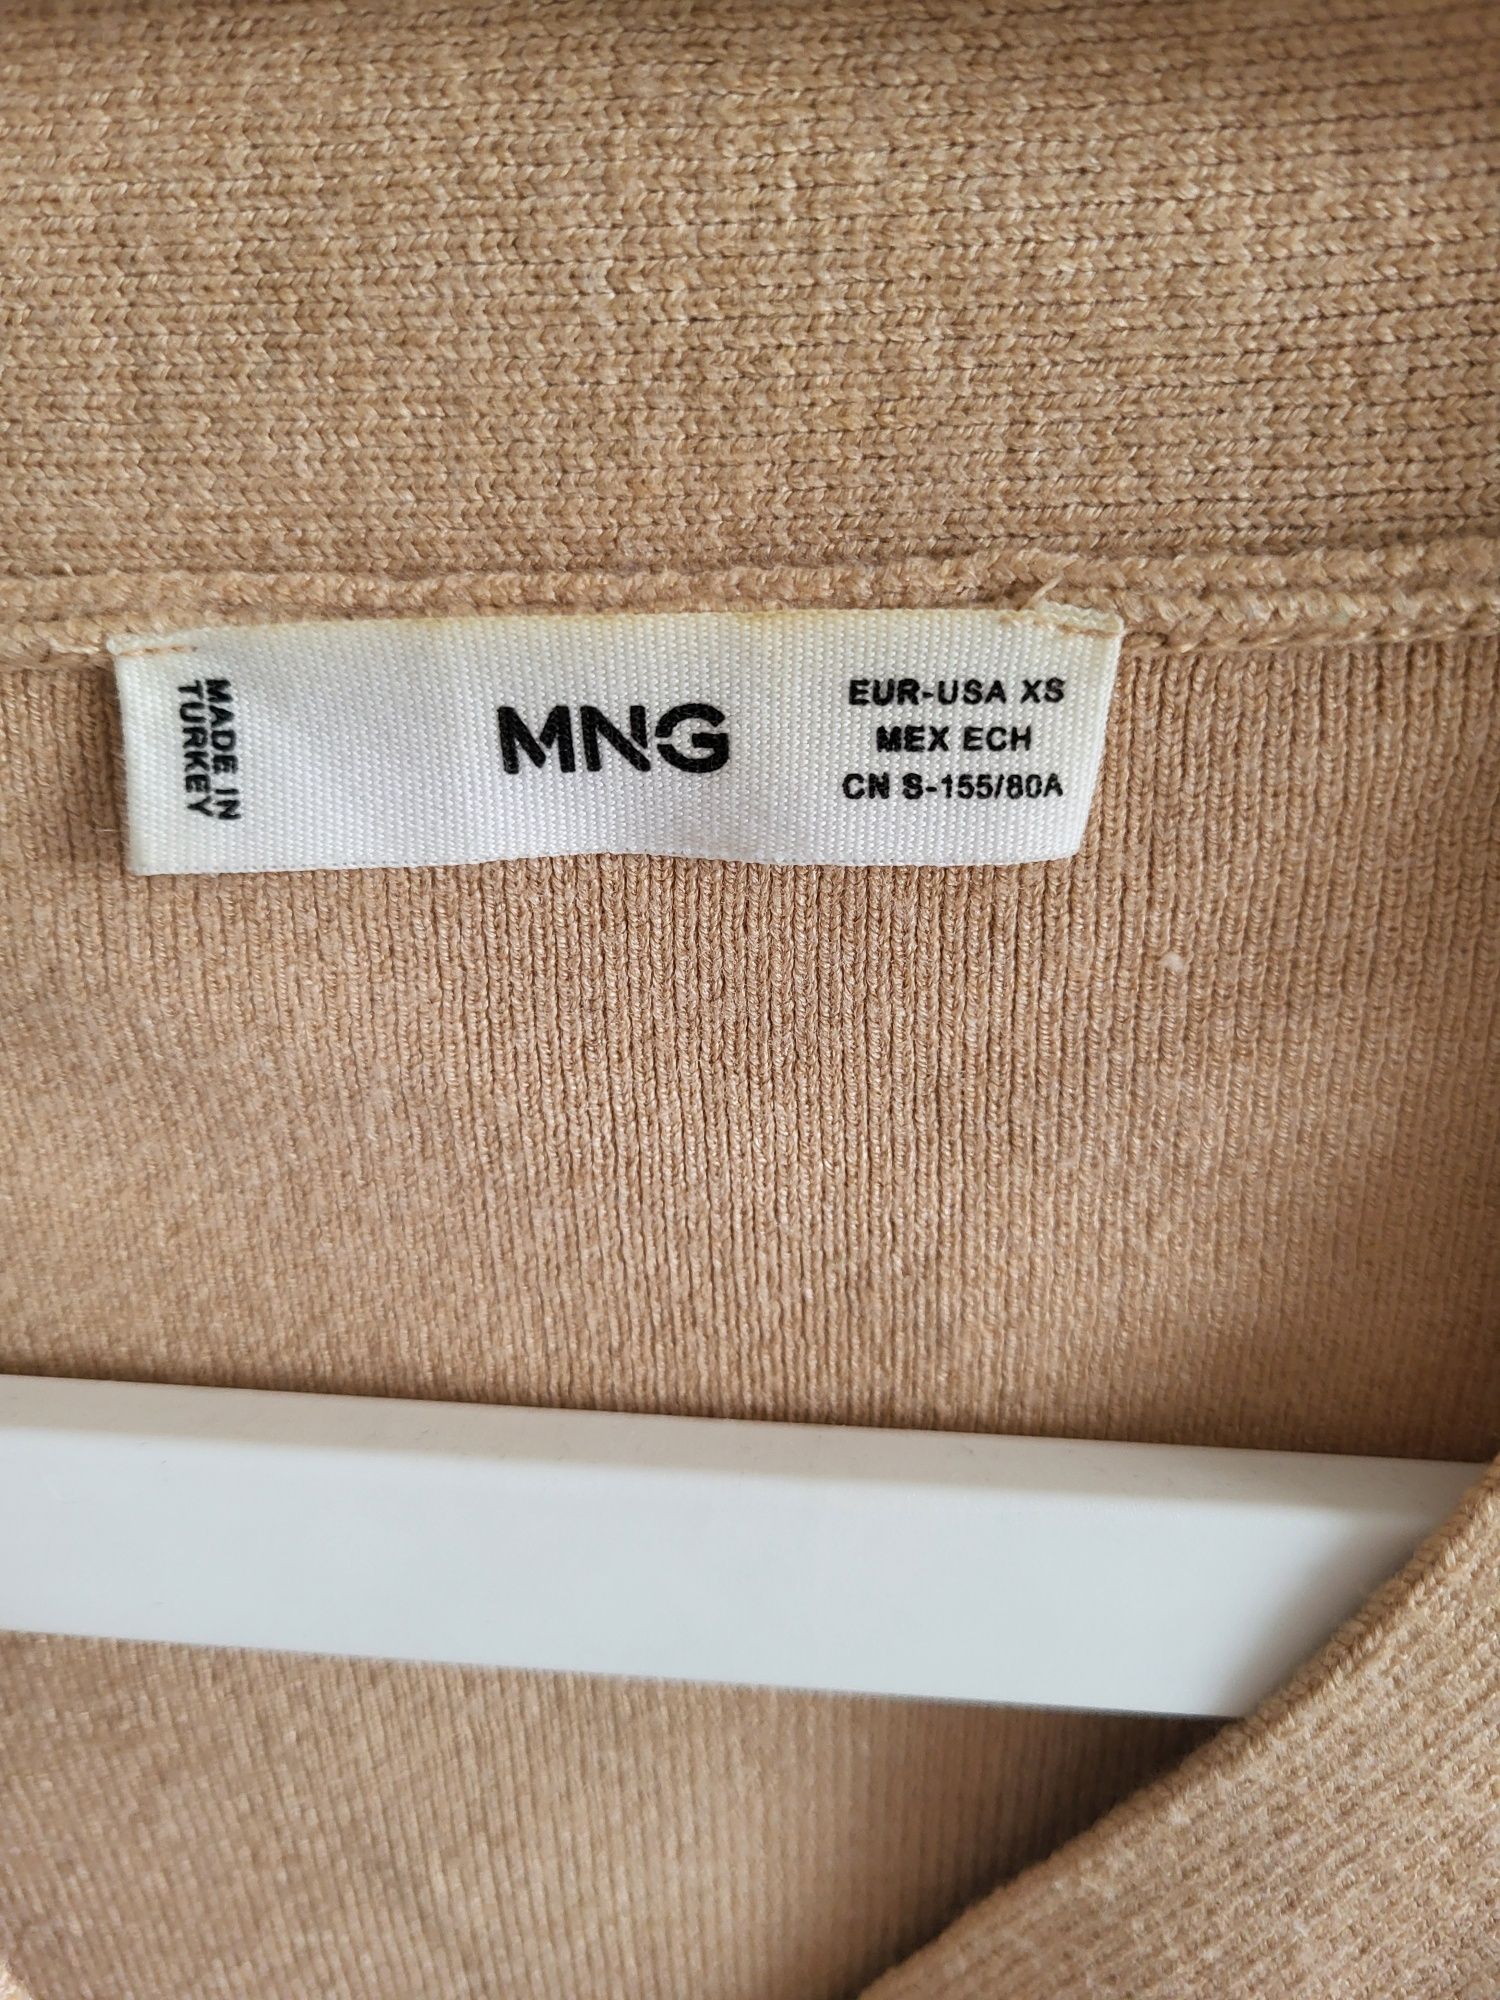 MADE IN
TURKEY
MNG
EUR-USA XS
MEX ECH
CN S-155/80A